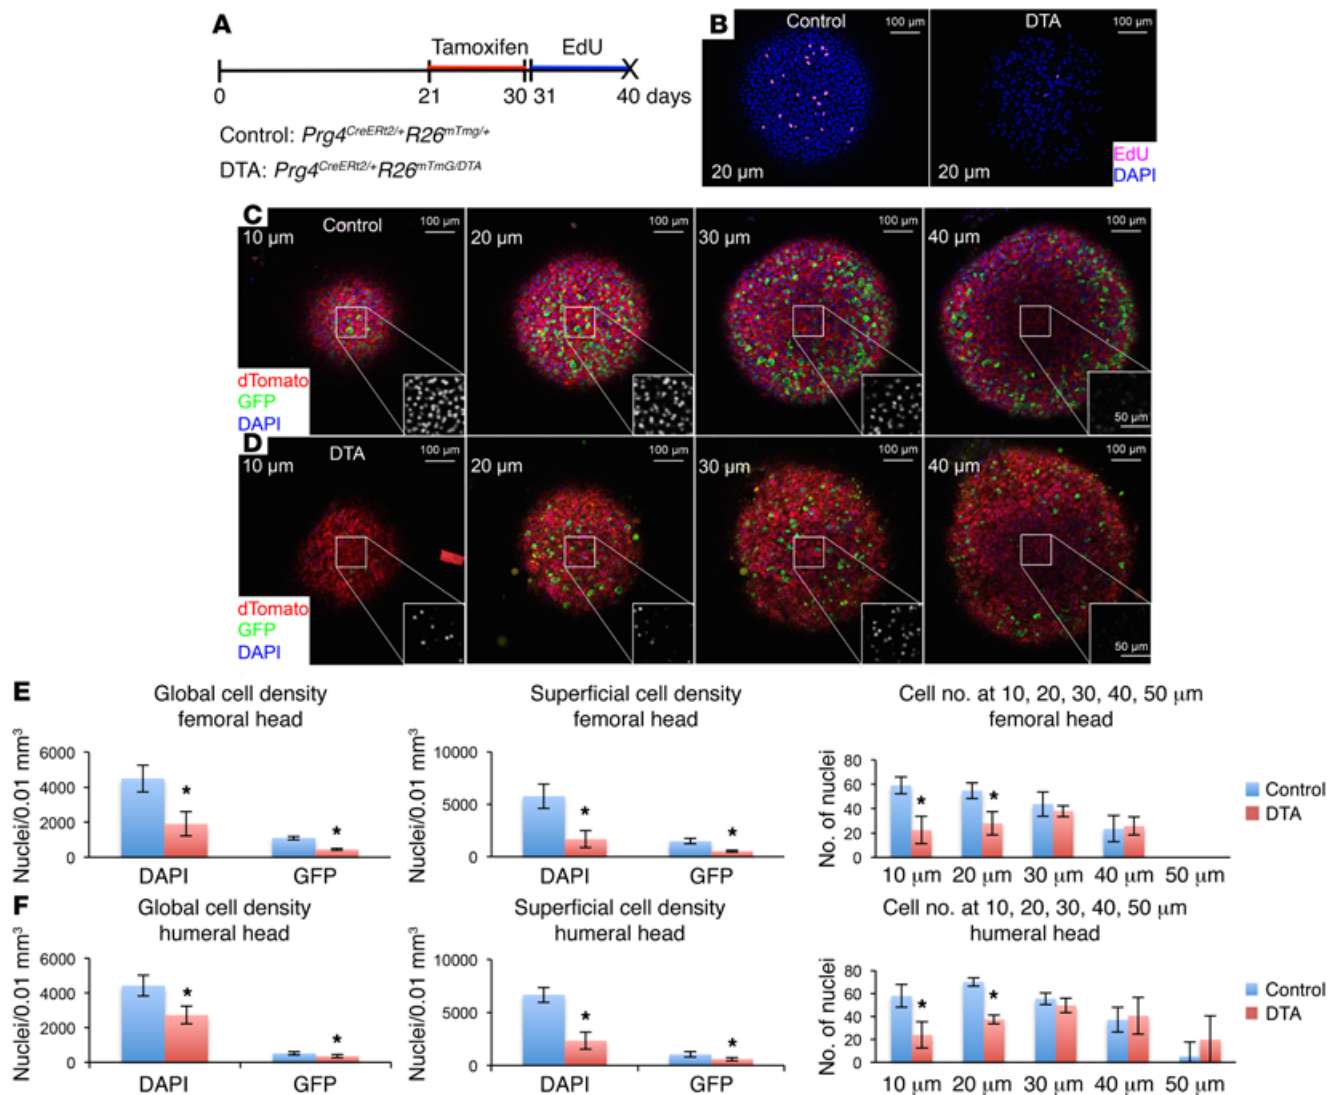 A
Tamoxifen EdU
0 21 30 31 40 days
Control: Prg4CreERt2/+R26mTmg/+
DTA: Prg4CreERt2/+R26mTmG/DTA
B
Control 100 μm
20 μm
DTA 100 μm
20 μm
EdU
DAPI
C
10 μm Control 100 μm
20 μm 100 μm
30 μm 100 μm
40 μm 100 μm
dTomato
GFP
DAPI
50 μm
D
10 μm DTA 100 μm
20 μm 100 μm
30 μm 100 μm
40 μm 100 μm
dTomato
GFP
DAPI
50 μm
E
Global cell density
femoral head
Nuclei/0.01 mm3
6000
4000
2000
0
* *
DAPI GFP
Superficial cell density
femoral head
Nuclei/0.01 mm3
10000
5000
0
* *
DAPI GFP
Cell no. at 10, 20, 30, 40, 50 μm
femoral head
No. of nuclei
80
60
40
20
0
* *
10 μm 20 μm 30 μm 40 μm 50 μm
Control
DTA
F
Global cell density
humeral head
Nuclei/0.01 mm3
6000
4000
2000
0
* *
DAPI GFP
Superficial cell density
humeral head
Nuclei/0.01 mm3
10000
5000
0
* *
DAPI GFP
Cell no. at 10, 20, 30, 40, 50 μm
humeral head
No. of nuclei
80
60
40
20
0
* *
10 μm 20 μm 30 μm 40 μm 50 μm
Control
DTA